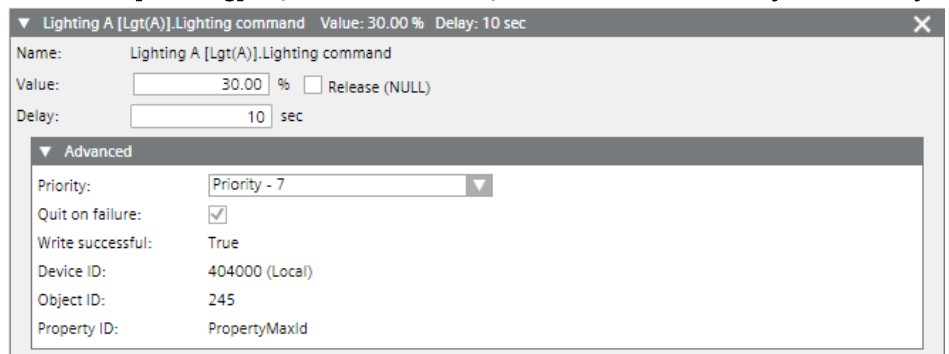 Lighting A [Lgt(A)].Lighting command Value: 30.00 % Delay: 10 sec
Name: Lighting A [Lgt(A)].Lighting command
Value: 30.00 % Release (NULL)
Delay: 10 sec
Advanced
Priority: Priority - 7
Quit on failure:
Write successful: True
Device ID: 404000 (Local)
Object ID: 245
Property ID: PropertyMaxId